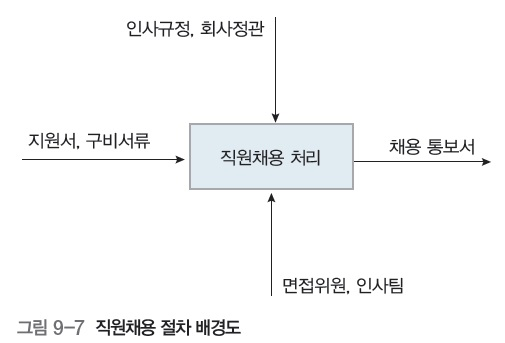 인사규정, 회사정관
지원서, 구비서류
직원채용 처리
채용 통보서
면접위원, 인사팀
그림 9-7 직원채용 절차 배경도